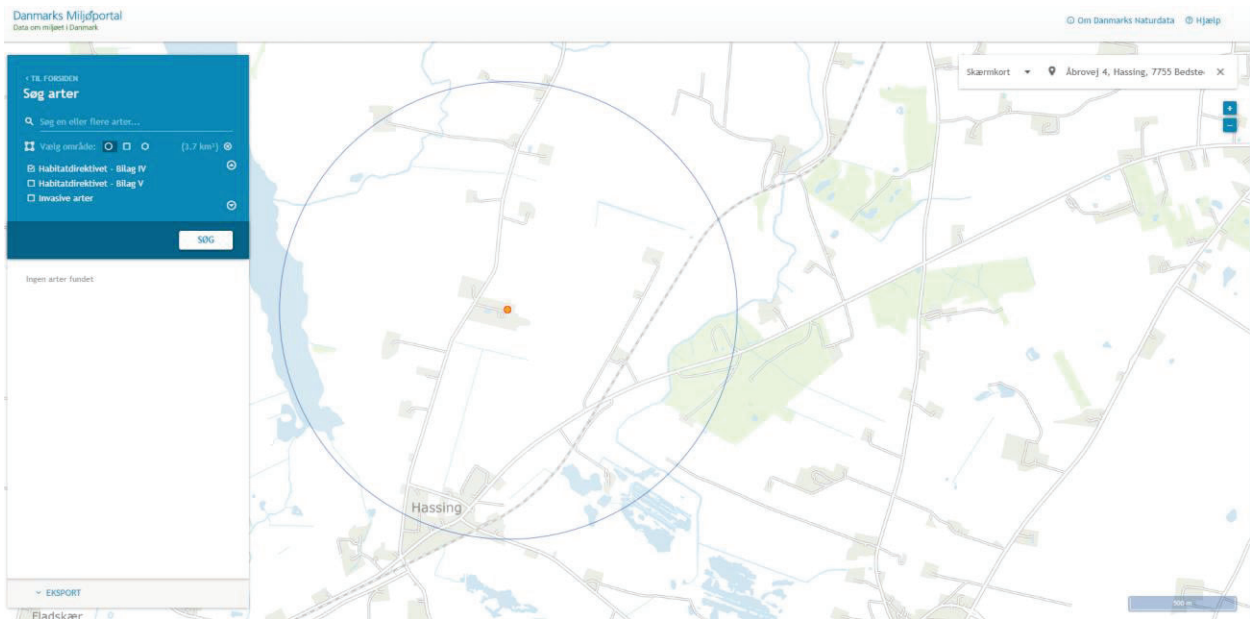 Danmarks Miljøportal
Data om miljøet i Danmark
Om Danmarks Naturdata
Hjælp
‹ TIL FORSIDEN
Søg arter
Søg en eller flere arter...
Vælg område:
(3.7 km²)
Habitatdirektivet - Bilag IV
Habitatdirektivet - Bilag V
Invasive arter
SØG
Ingen arter fundet
EKSPORT
Skærmkort
Åbrovej 4, Hassing, 7755 Bedste
Hassing
Fladskær
500 m